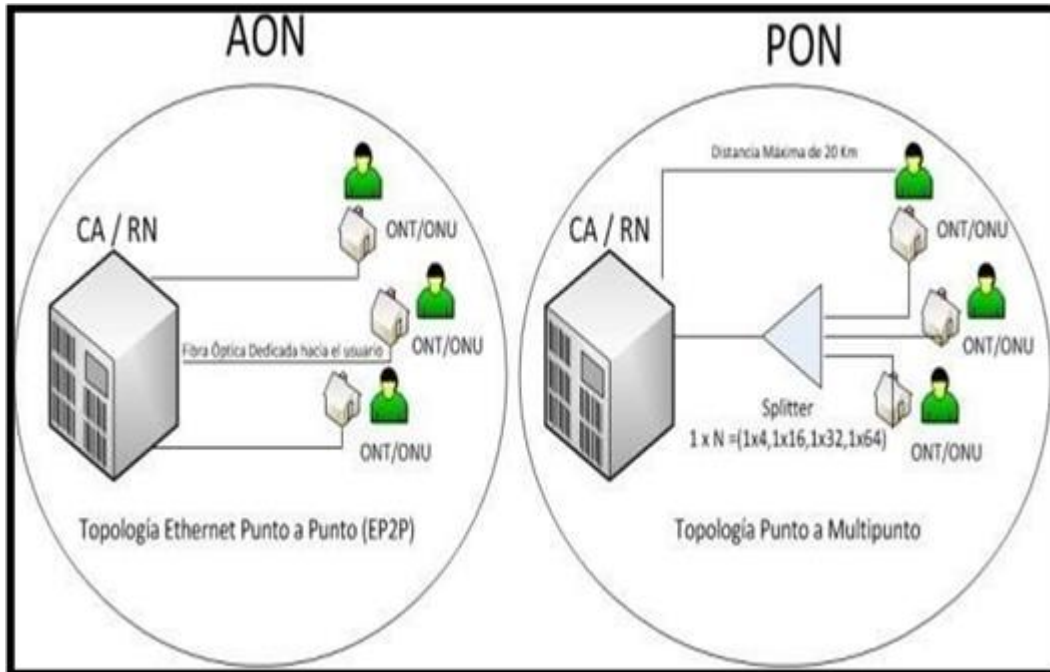 AON
CA / RN
ONT/ONU
ONT/ONU
Fibra Óptica Dedicada hacia el usuario
ONT/ONU
Topología Ethernet Punto a Punto (EP2P)
PON
Distancia Máxima de 20 Km
CA / RN
ONT/ONU
ONT/ONU
Splitter
1 x N =(1x4,1x16,1x32,1x64)
ONT/ONU
Topología Punto a Multipunto